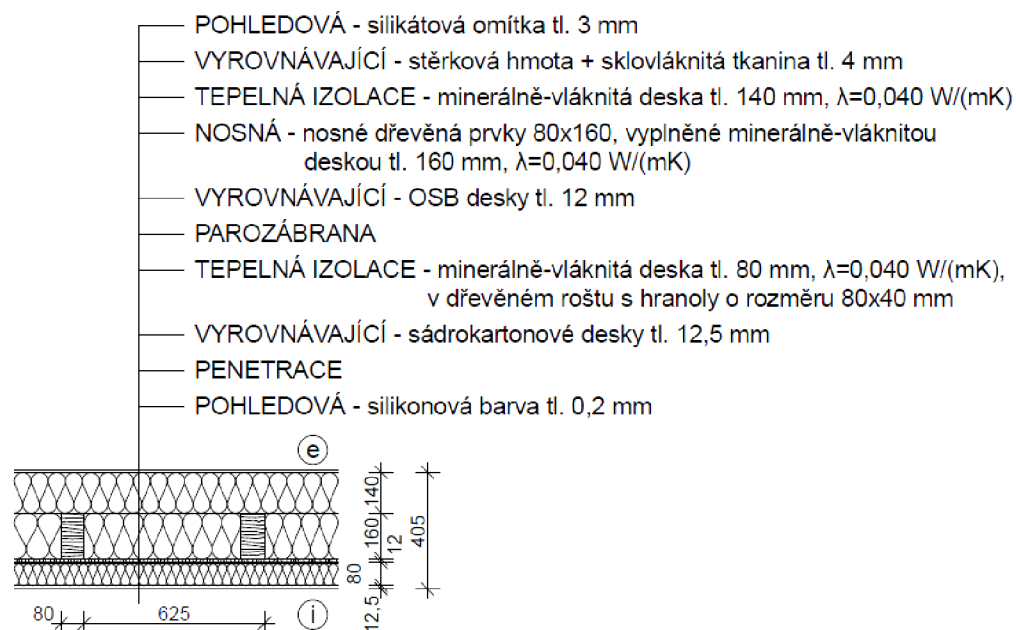 POHLEDOVÁ - silikátová omítka tl. 3 mm
VYROVNÁVAJÍCÍ - stěrková hmota + sklovláknitá tkanina tl. 4 mm
TEPELNÁ IZOLACE - minerálně-vláknitá deska tl. 140 mm, λ=0,040 W/(mK)
NOSNÁ - nosné dřevěná prvky 80x160, vyplněné minerálně-vláknitou
deskou tl. 160 mm, λ=0,040 W/(mK)
VYROVNÁVAJÍCÍ - OSB desky tl. 12 mm
PAROZÁBRANA
TEPELNÁ IZOLACE - minerálně-vláknitá deska tl. 80 mm, λ=0,040 W/(mK),
v dřevěném roštu s hranoly o rozměru 80x40 mm
VYROVNÁVAJÍCÍ - sádrokartonové desky tl. 12,5 mm
PENETRACE
POHLEDOVÁ - silikonová barva tl. 0,2 mm
e
140
160
12
405
80
12,5
80
625
i